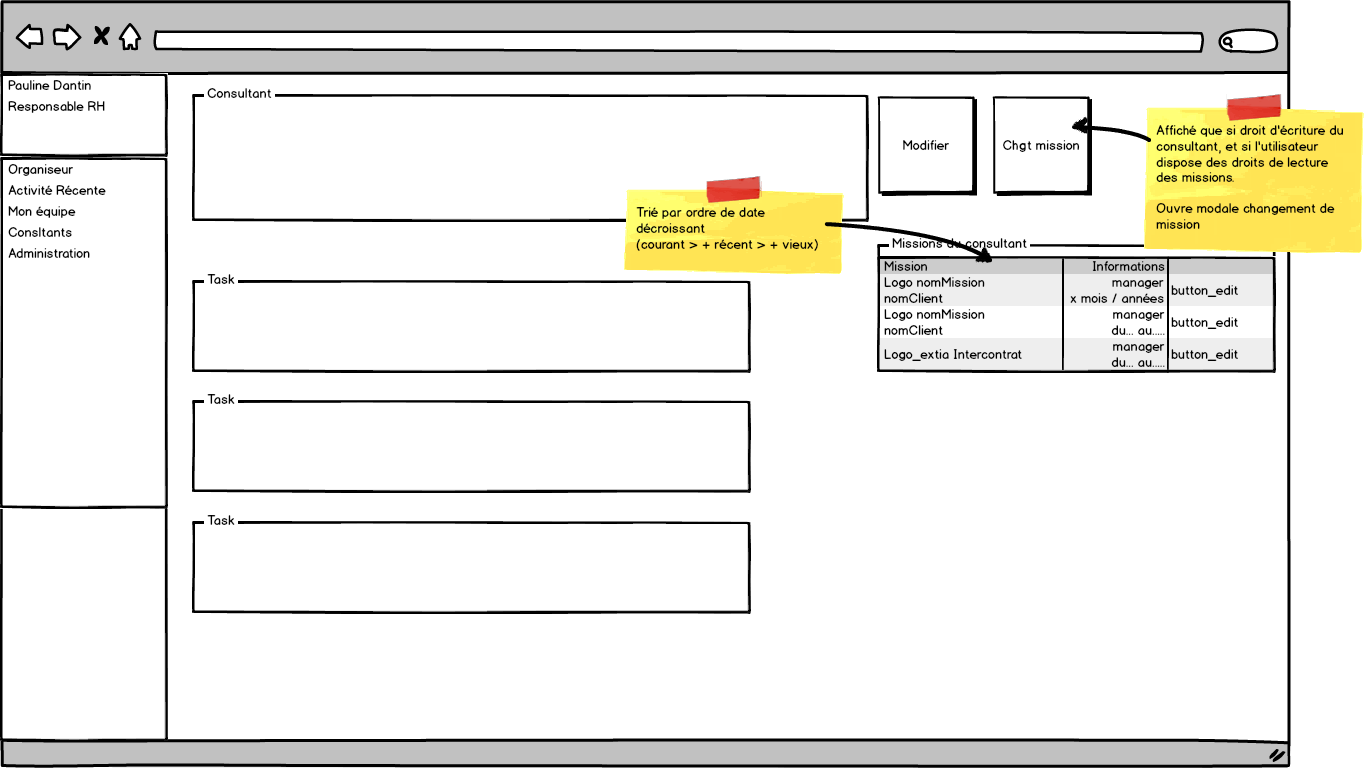 Pauline Dantin
Responsable RH
Organiseur
Activité Récente
Mon équipe
Consltants
Administration
Consultant
Modifier
Chgt mission
Affiché que si droit d'écriture du
consultant, et si l'utilisateur
dispose des droits de lecture
des missions.
Ouvre modale changement de
mission
Trié par ordre de date
décroissant
(courant > + récent > + vieux)
Missions du consultant
Mission Informations
Logo nomMission manager
nomClient x mois / années
button_edit
Logo nomMission manager
nomClient du... au.....
button_edit
Logo_extia Intercontrat
manager
du... au.....
button_edit
Task
Task
Task